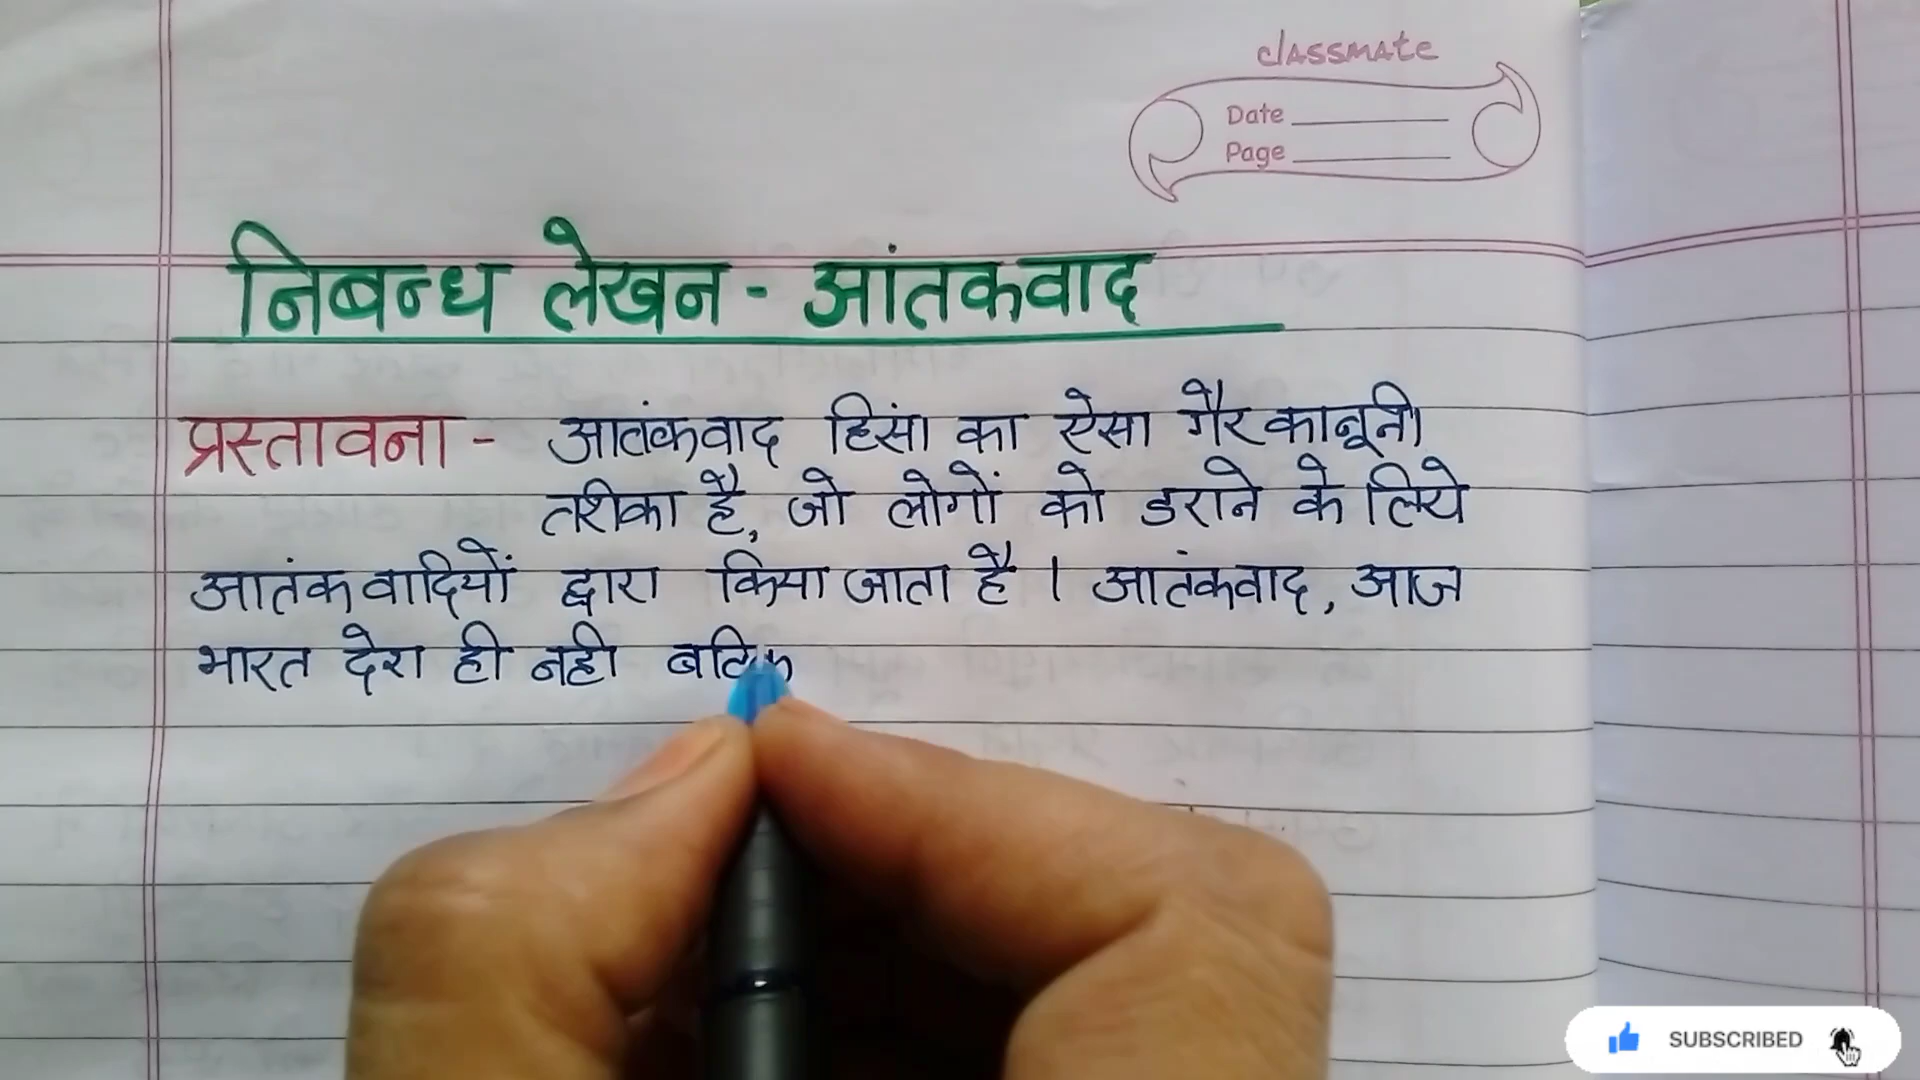 classmate
Date
Page
निबन्ध लेखन - आंतकवाद
प्रस्तावना - आतंकवाद हिसां का ऐसा गैर कानूनी
तरीका है, जो लोगों को डराने के लिये
आतंकवादियों द्वारा किया जाता है । आतंकवाद, आज
भारत देश ही नही बल्कि
SUBSCRIBED